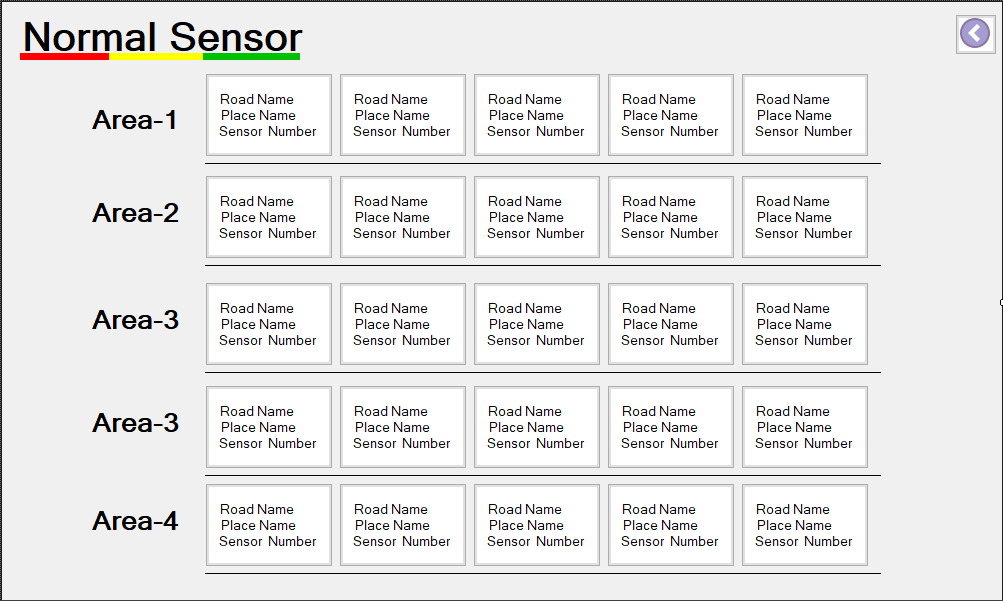 Normal Sensor
Area-1
Road Name Road Name Road Name Road Name Road Name
Place Name Place Name Place Name Place Name Place Name
Sensor Number Sensor Number Sensor Number Sensor Number Sensor Number
Area-2
Road Name Road Name Road Name Road Name Road Name
Place Name Place Name Place Name Place Name Place Name
Sensor Number Sensor Number Sensor Number Sensor Number Sensor Number
Area-3
Road Name Road Name Road Name Road Name Road Name
Place Name Place Name Place Name Place Name Place Name
Sensor Number Sensor Number Sensor Number Sensor Number Sensor Number
Area-3
Road Name Road Name Road Name Road Name Road Name
Place Name Place Name Place Name Place Name Place Name
Sensor Number Sensor Number Sensor Number Sensor Number Sensor Number
Area-4
Road Name Road Name Road Name Road Name Road Name
Place Name Place Name Place Name Place Name Place Name
Sensor Number Sensor Number Sensor Number Sensor Number Sensor Number